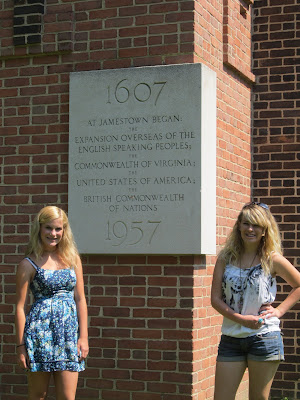 1607
AT JAMESTOWN BEGAN:
THE
EXPANSION OVERSEAS OF THE
ENGLISH SPEAKING PEOPLES;
THE
COMMONWEALTH OF VIRGINIA;
THE
UNITED STATES OF AMERICA;
THE
BRITISH COMMONWEALTH
OF NATIONS
1957